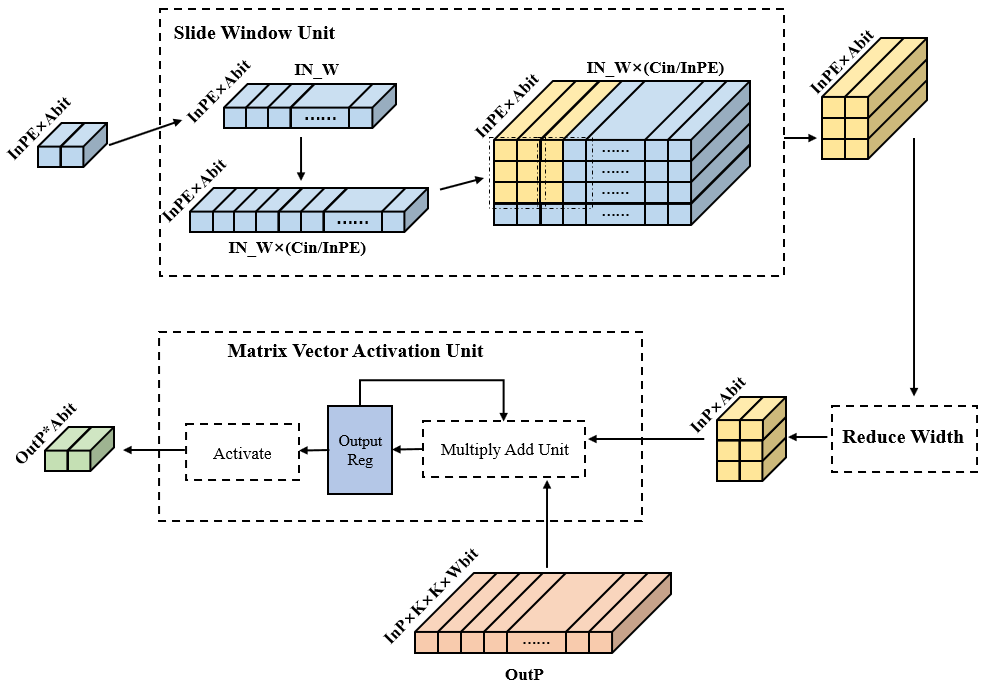 Slide Window Unit
InPE×Abit
InPE×Abit
IN_W
......
InPE×Abit
......
IN_W×(Cin/InPE)
InPE×Abit
IN_W×(Cin/InPE)
......
......
......
......
InPE×Abit
Reduce Width
InP×Abit
Matrix Vector Activation Unit
Multiply Add Unit
Output
Reg
Activate
OutP*Abit
InP×K×K×Wbit
......
OutP